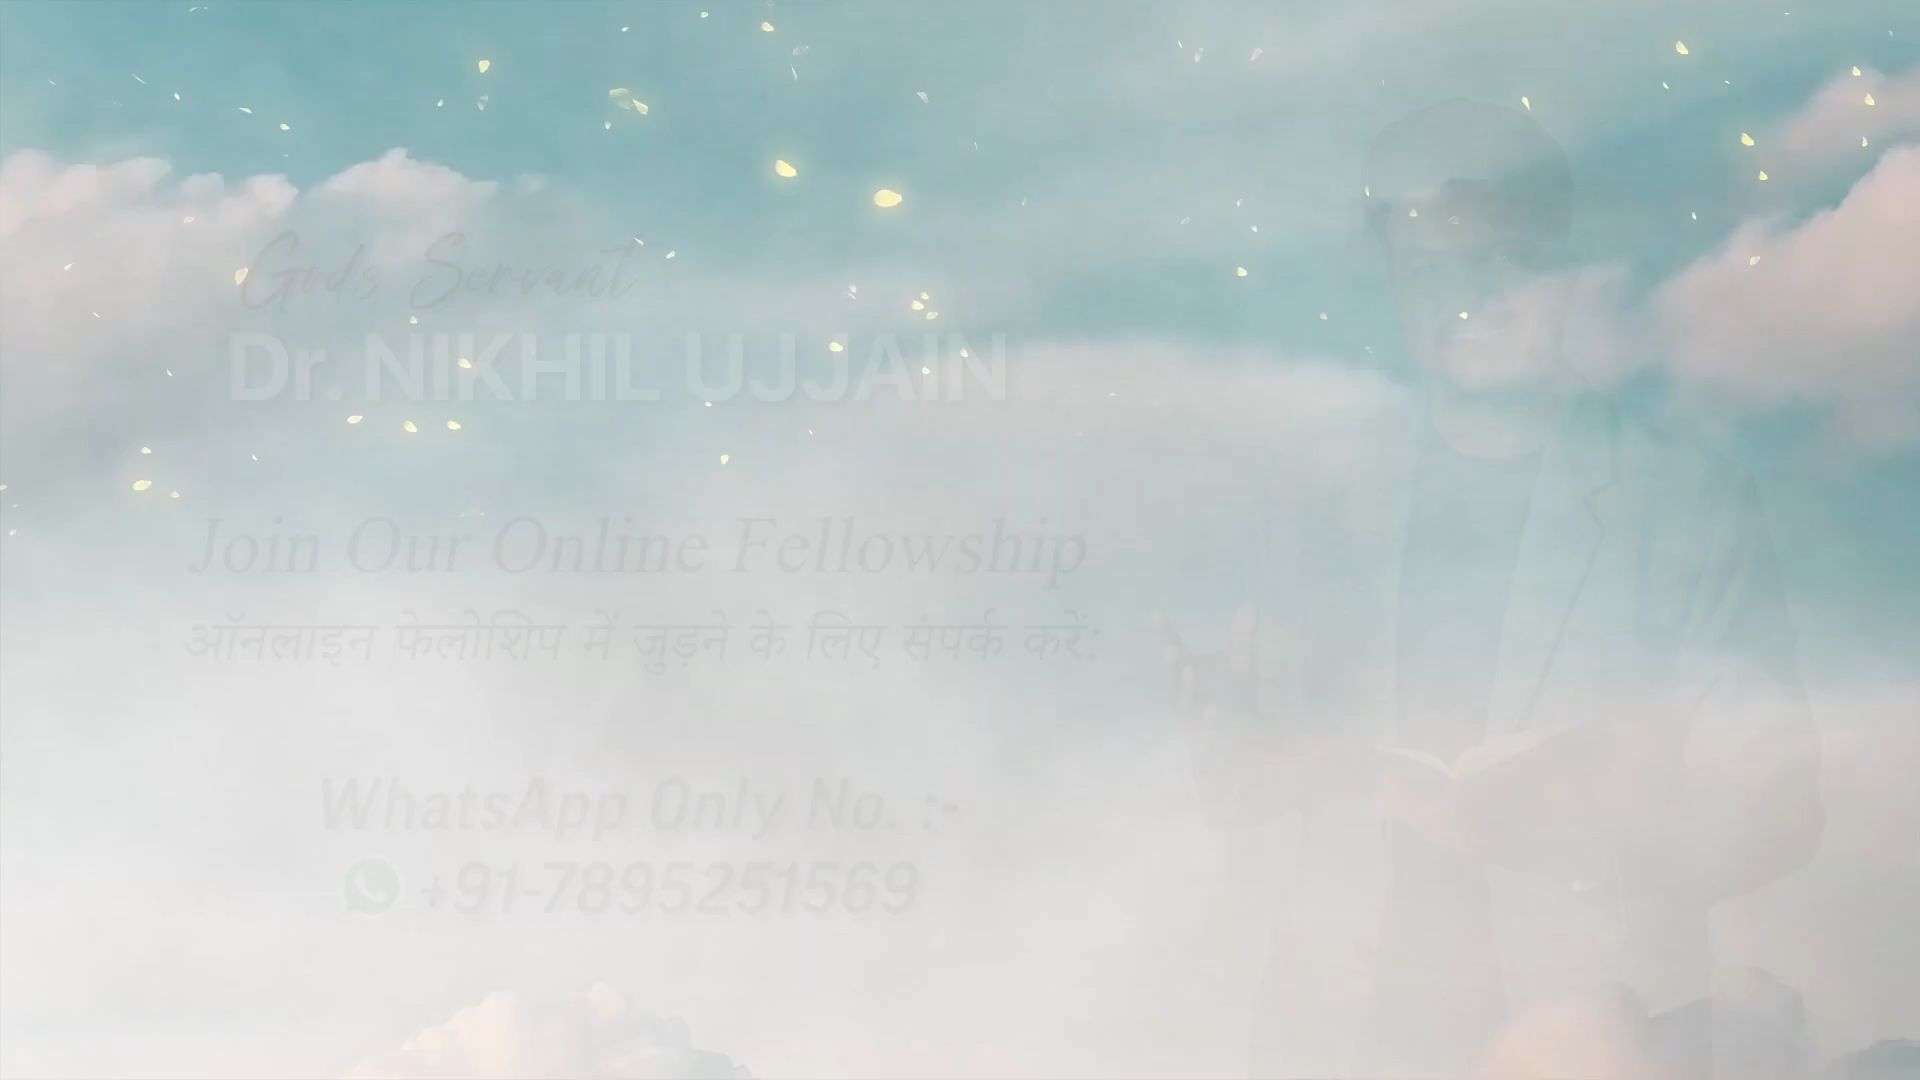 Gods Servant
Dr. NIKHIL UJJAIN
Join Our Online Fellowship
ऑनलाइन फेलोशिप में जुड़ने के लिए संपर्क करें:
WhatsApp Only No. :-
+91-7895251569